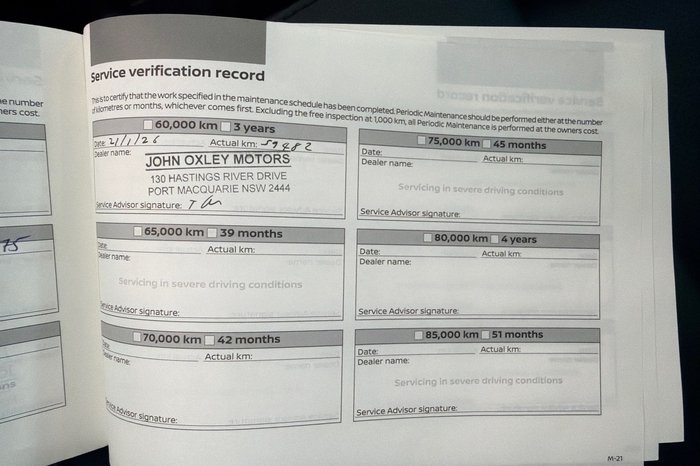 Service verification record
This is to certify that the work specified in the maintenance schedule has been completed. Periodic Maintenance should be performed either at the number
of kilometres or months, whichever comes first. Excluding the free inspection at 1,000 km, all Periodic Maintenance is performed at the owners cost.
e number
ners cost.
75
ns
60,000 km 3 years
Date: 21/1/26 Actual km: 59482
Dealer name:
JOHN OXLEY MOTORS
130 HASTINGS RIVER DRIVE
PORT MACQUARIE NSW 2444
Service Advisor signature:
75,000 km 45 months
Date: Actual km:
Dealer name:
Servicing in severe driving conditions
Service Advisor signature:
65,000 km 39 months
Date: Actual km:
Dealer name:
Servicing in severe driving conditions
Service Advisor signature:
80,000 km 4 years
Date: Actual km:
Dealer name:
Service Advisor signature:
70,000 km 42 months
Date: Actual km:
Dealer name:
Service Advisor signature:
85,000 km 51 months
Date: Actual km:
Dealer name:
Servicing in severe driving conditions
Service Advisor signature:
M-21